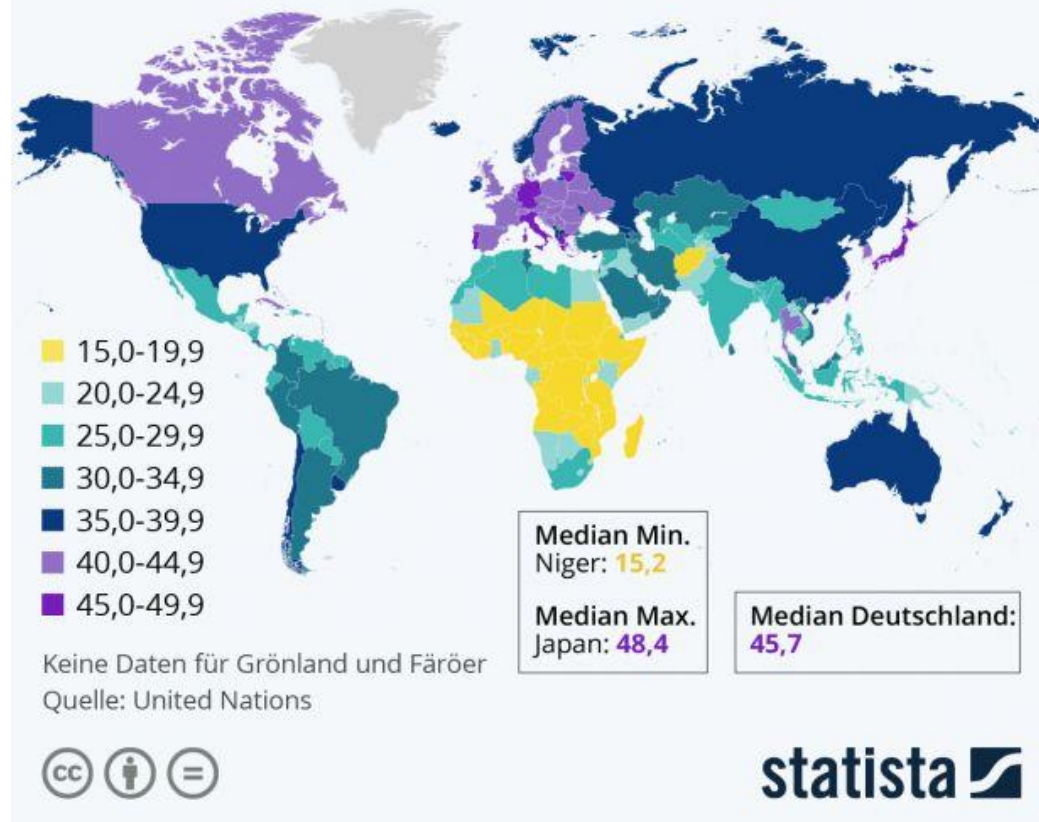 15,0-19,9
20,0-24,9
25,0-29,9
30,0-34,9
35,0-39,9
40,0-44,9
45,0-49,9
Median Min.
Niger: 15,2
Median Max.
Japan: 48,4
Median Deutschland:
45,7
Keine Daten für Grönland und Färöer
Quelle: United Nations
cc
statista